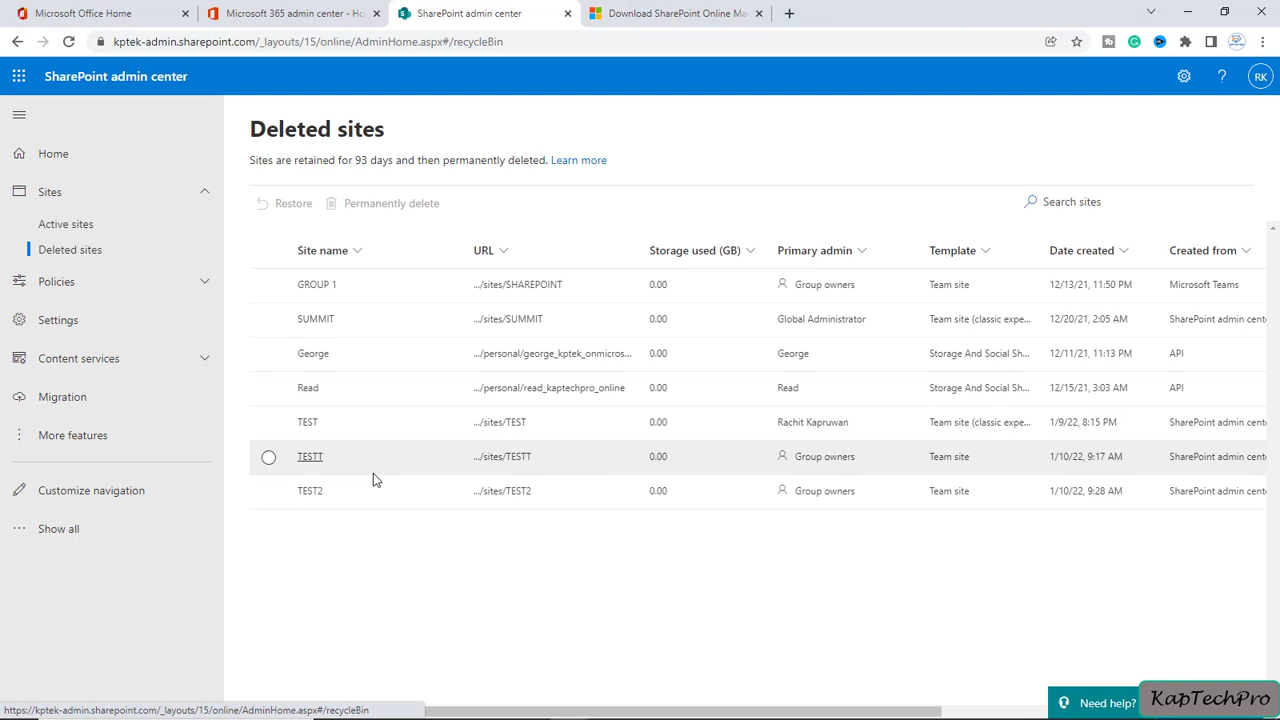 Microsoft Office Home
Microsoft 365 admin center - Ho
SharePoint admin center
Download SharePoint Online Ma
kptek-admin.sharepoint.com/_layouts/15/online/AdminHome.aspx#/recycleBin
SharePoint admin center
RK
Home
Sites
Active sites
Deleted sites
Policies
Settings
Content services
Migration
More features
Customize navigation
Show all
Deleted sites
Sites are retained for 93 days and then permanently deleted. Learn more
Restore Permanently delete Search sites
Site name URL Storage used (GB) Primary admin Template Date created Created from
GROUP 1 .../sites/SHAREPOINT 0.00 Group owners Team site 12/13/21, 11:50 PM Microsoft Teams
SUMMIT .../sites/SUMMIT 0.00 Global Administrator Team site (classic expe... 12/20/21, 2:05 AM SharePoint admin cent
George .../personal/george_kptek_onmicros... 0.00 George Storage And Social Sh... 12/11/21, 11:13 PM API
Read .../personal/read_kaptechpro_online 0.00 Read Storage And Social Sh... 12/15/21, 3:03 AM API
TEST .../sites/TEST 0.00 Rachit Kapruwan Team site (classic expe... 1/9/22, 8:15 PM SharePoint admin cent
TESTT .../sites/TESTT 0.00 Group owners Team site 1/10/22, 9:17 AM SharePoint admin cent
TEST2 .../sites/TEST2 0.00 Group owners Team site 1/10/22, 9:28 AM SharePoint admin cent
https://kptek-admin.sharepoint.com/_layouts/15/online/AdminHome.aspx#/recycleBin
Need help?
KapTechPro